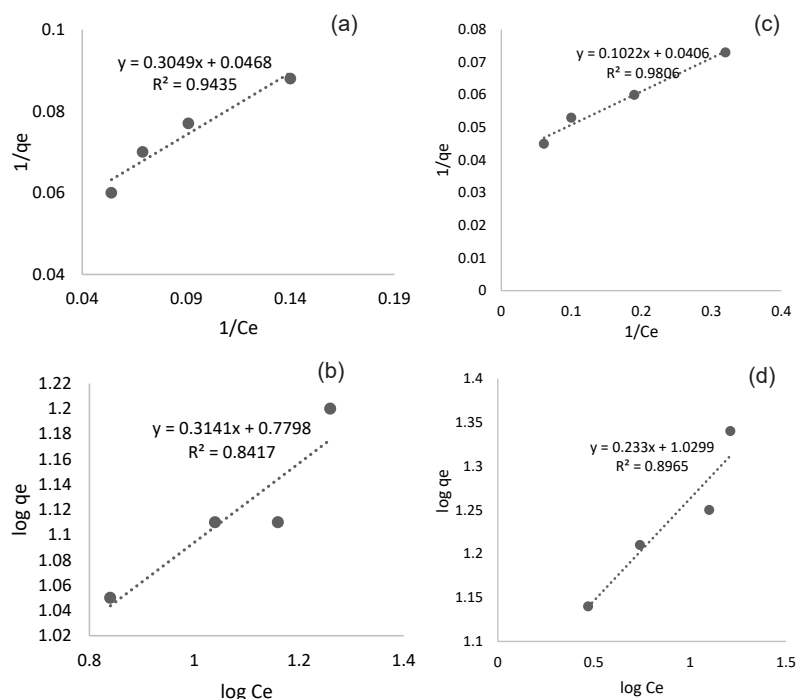 (a)
0.1
0.08
0.06
0.04
y = 0.3049x + 0.0468
R² = 0.9435
1/qe
0.04 0.09 0.14 0.19
1/Ce
(c)
0.08
0.07
0.06
0.05
0.04
0.03
0.02
0.01
0
y = 0.1022x + 0.0406
R² = 0.9806
1/qe
0 0.1 0.2 0.3 0.4
1/Ce
(b)
1.22
1.2
1.18
1.16
1.14
1.12
1.1
1.08
1.06
1.04
1.02
y = 0.3141x + 0.7798
R² = 0.8417
log qe
0.8 1 1.2 1.4
log Ce
(d)
1.4
1.35
1.3
1.25
1.2
1.15
1.1
y = 0.233x + 1.0299
R² = 0.8965
log qe
0 0.5 1 1.5
log Ce